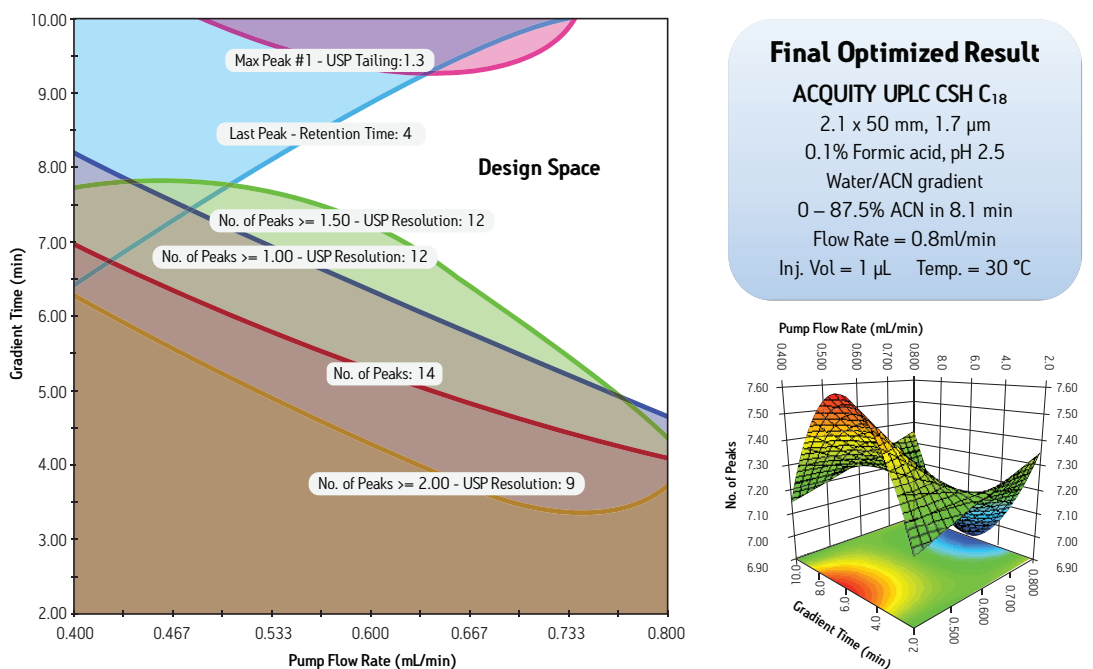 10.00
9.00
8.00
7.00
6.00
5.00
4.00
3.00
2.00
Gradient Time (min)
Max Peak #1 - USP Tailing:1.3
Last Peak - Retention Time: 4
Design Space
No. of Peaks >= 1.50 - USP Resolution: 12
No. of Peaks >= 1.00 - USP Resolution: 12
No. of Peaks: 14
No. of Peaks >= 2.00 - USP Resolution: 9
0.400 0.467 0.533 0.600 0.667 0.733 0.800
Pump Flow Rate (mL/min)
Final Optimized Result
ACQUITY UPLC CSH C₁₈
2.1 x 50 mm, 1.7 µm
0.1% Formic acid, pH 2.5
Water/ACN gradient
0 – 87.5% ACN in 8.1 min
Flow Rate = 0.8ml/min
Inj. Vol = 1 µL Temp. = 30 °C
Pump Flow Rate (mL/min)
0.400 0.500 0.600 0.700 0.800 8.0 6.0 4.0 2.0
7.60 7.60
7.50 7.50
7.40 7.40
7.30 7.30
7.20 7.20
7.10 7.10
7.00 7.00
6.90 6.90
No. of Peaks
10.0 8.0 6.0 4.0 2.0
Gradient Time (min)
0.500 0.600 0.700 0.800